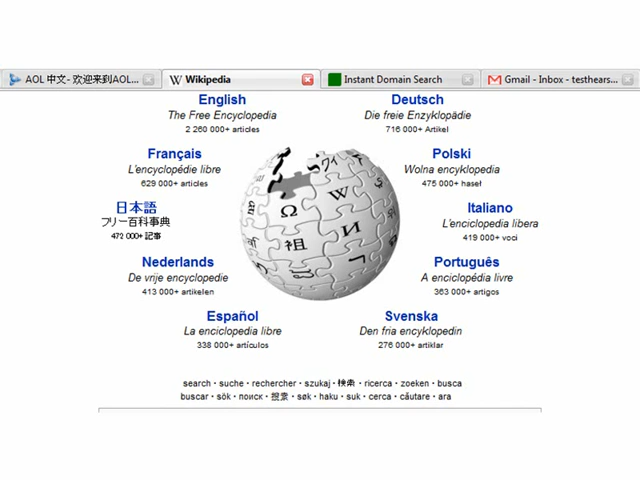 AOL 中文- 欢迎来到AOL...
Wikipedia
Instant Domain Search
Gmail - Inbox - testhears...
English
The Free Encyclopedia
2 260 000+ articles
Deutsch
Die freie Enzyklopädie
716 000+ Artikel
Français
L'encyclopédie libre
629 000+ articles
Polski
Wolna encyklopedia
475 000+ haseł
日本語
フリー百科事典
472 000+ 記事
Italiano
L'enciclopedia libera
419 000+ voci
Nederlands
De vrije encyclopedie
413 000+ artikelen
Português
A enciclopédia livre
363 000+ artigos
Español
La enciclopedia libre
338 000+ artículos
Svenska
Den fria encyklopedin
276 000+ artiklar
Ω W
祖 И
search · suche · rechercher · szukaj · 検索 · ricerca · zoeken · busca
buscar · sök · поиск · 搜索 · søk · haku · suk · cerca · căutare · ara